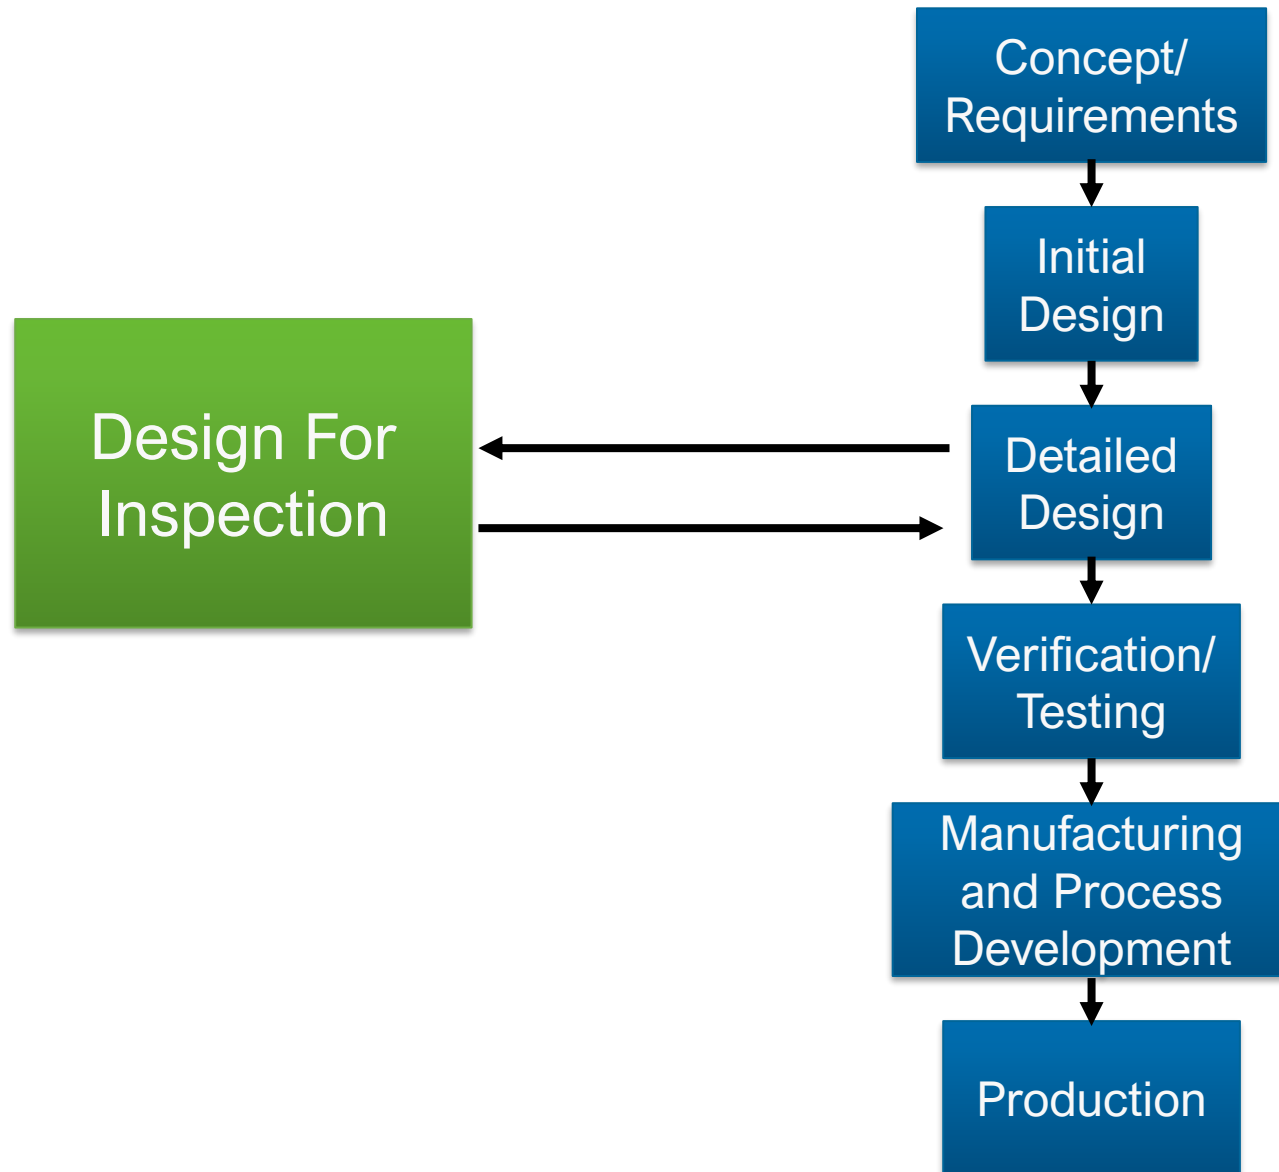 Concept/
Requirements
Initial
Design
Design For
Inspection
Detailed
Design
Verification/
Testing
Manufacturing
and Process
Development
Production